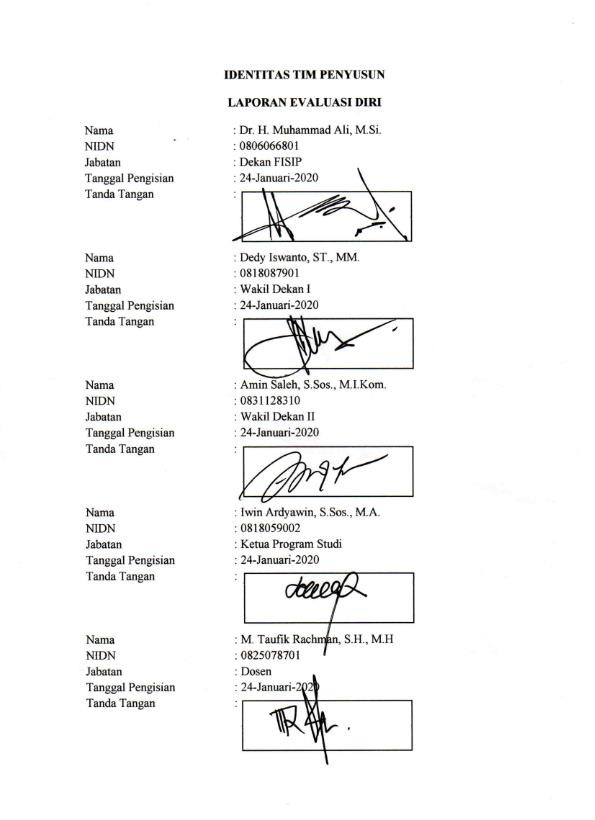 IDENTITAS TIM PENYUSUN
LAPORAN EVALUASI DIRI
Nama : Dr. H. Muhammad Ali, M.Si.
NIDN : 0806066801
Jabatan : Dekan FISIP
Tanggal Pengisian : 24-Januari-2020
Tanda Tangan :
Nama : Dedy Iswanto, ST., MM.
NIDN : 0818087901
Jabatan : Wakil Dekan I
Tanggal Pengisian : 24-Januari-2020
Tanda Tangan :
Nama : Amin Saleh, S.Sos., M.I.Kom.
NIDN : 0831128310
Jabatan : Wakil Dekan II
Tanggal Pengisian : 24-Januari-2020
Tanda Tangan :
Nama : Iwin Ardyawin, S.Sos., M.A.
NIDN : 0818059002
Jabatan : Ketua Program Studi
Tanggal Pengisian : 24-Januari-2020
Tanda Tangan :
Nama : M. Taufik Rachman, S.H., M.H
NIDN : 0825078701
Jabatan : Dosen
Tanggal Pengisian : 24-Januari-2020
Tanda Tangan :